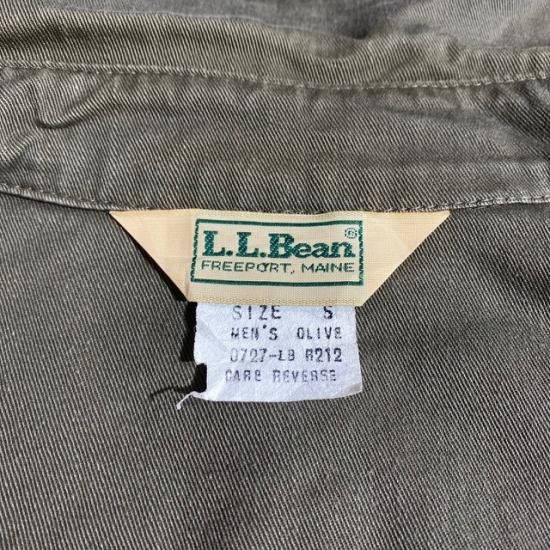 L.L.Bean®
FREEPORT, MAINE
SIZE S
MEN'S OLIVE
0727-LB R212
CARE REVERSE